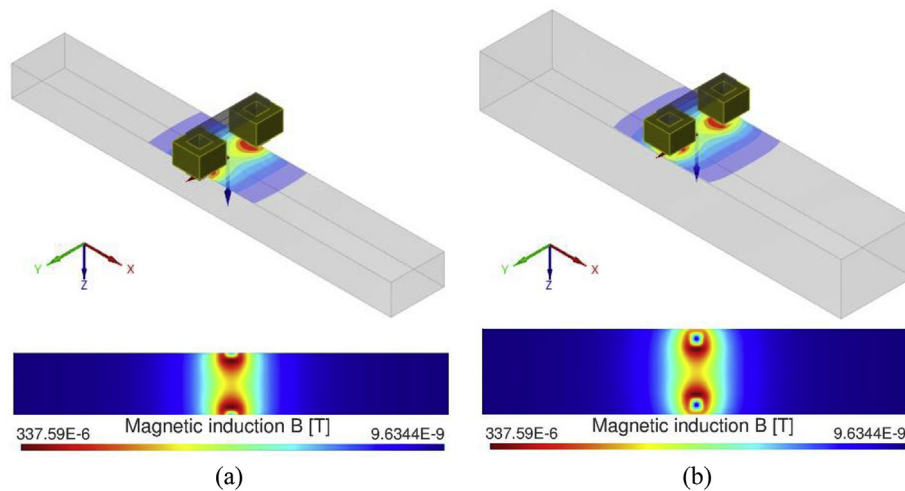 Y
X
Z
Y
X
Z
Magnetic induction B [T]
337.59E-6
9.6344E-9
(a)
Magnetic induction B [T]
337.59E-6
9.6344E-9
(b)